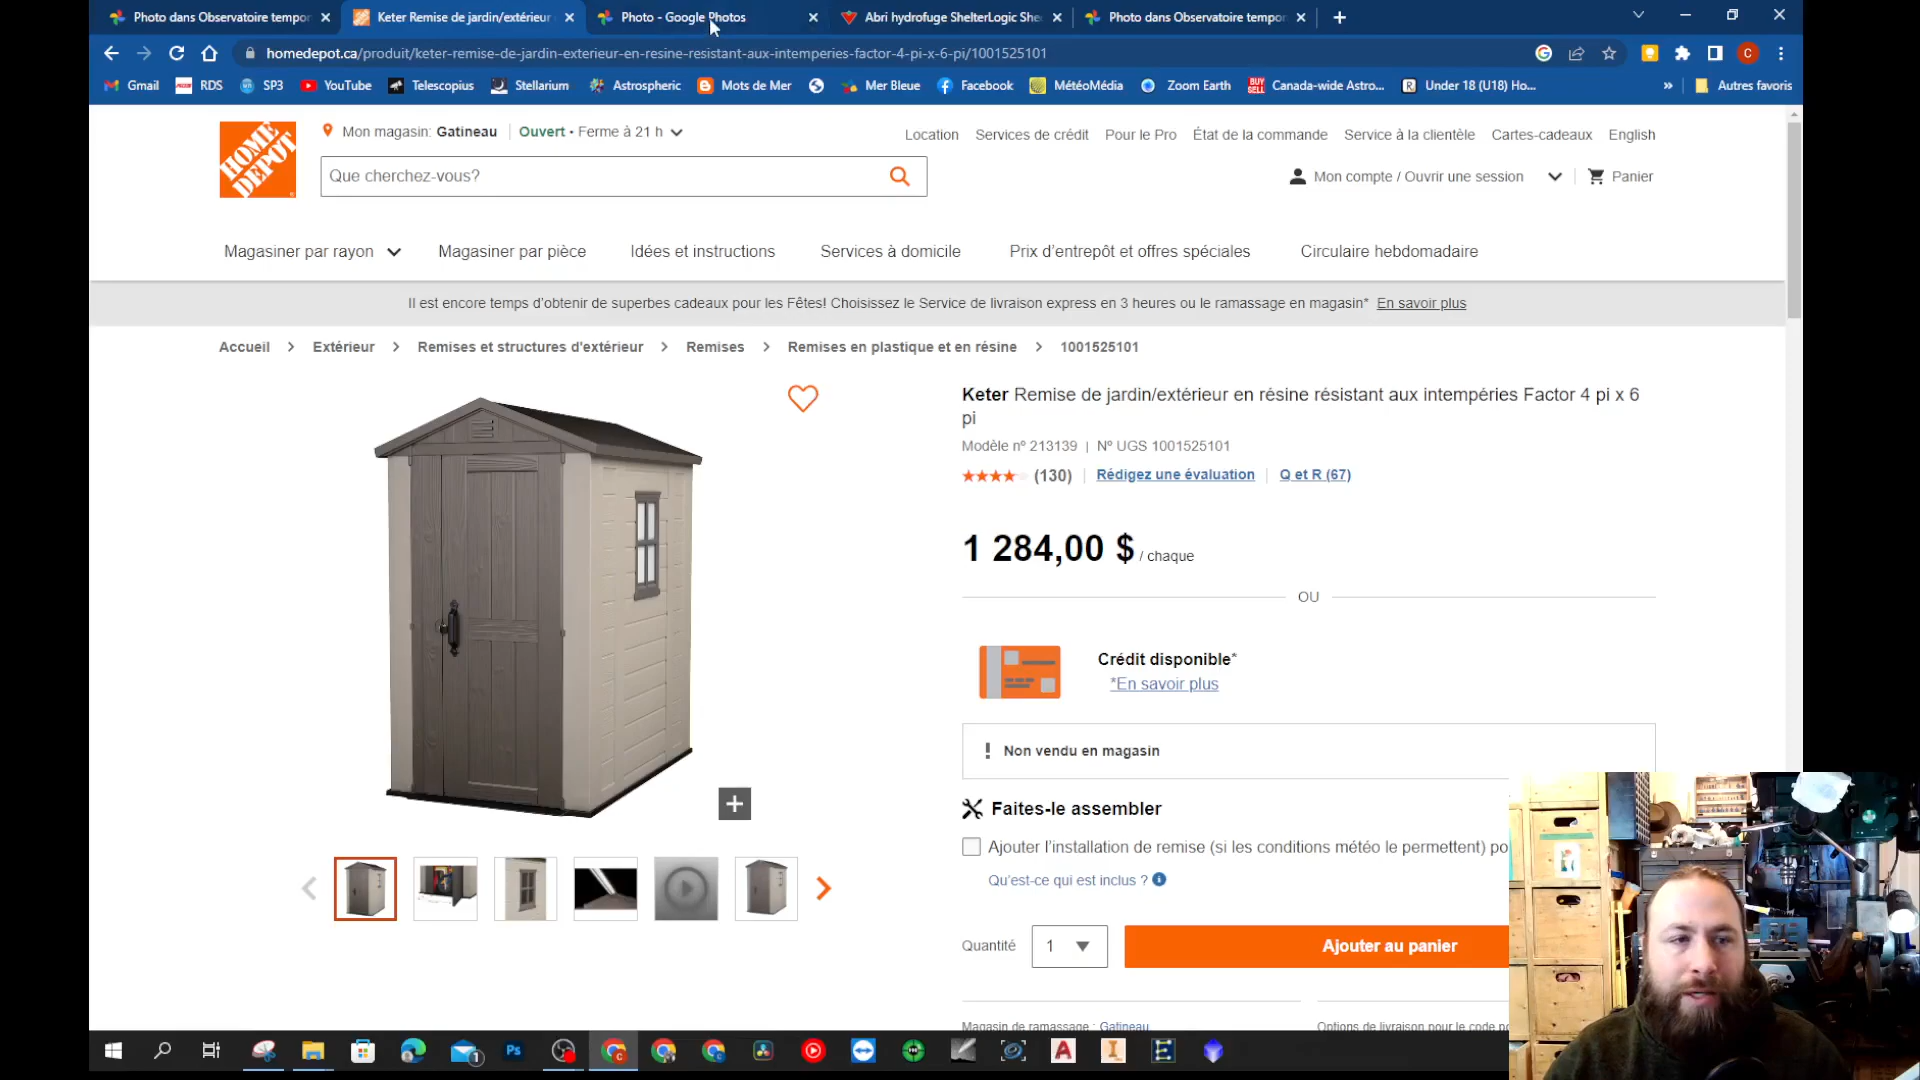 Photo dans Observatoire tempor
Keter Remise de jardin/extérieur
Photo - Google Photos
Abri hydrofuge ShelterLogic She
Photo dans Observatoire tempor
homedepot.ca/produit/keter-remise-de-jardin-exterieur-en-resine-resistant-aux-intemperies-factor-4-pi-x-6-pi/1001525101
C
Gmail
RDS
SP3
YouTube
Telescopius
Stellarium
Astrospheric
Mots de Mer
Mer Bleue
Facebook
MétéoMédia
Zoom Earth
Canada-wide Astro...
Under 18 (U18) Ho...
»
Autres favoris
THE HOME DEPOT
Mon magasin: Gatineau
Ouvert • Ferme à 21 h
Location
Services de crédit
Pour le Pro
État de la commande
Service à la clientèle
Cartes-cadeaux
English
Que cherchez-vous?
Mon compte / Ouvrir une session
Panier
Magasiner par rayon
Magasiner par pièce
Idées et instructions
Services à domicile
Prix d'entrepôt et offres spéciales
Circulaire hebdomadaire
Il est encore temps d'obtenir de superbes cadeaux pour les Fêtes! Choisissez le Service de livraison express en 3 heures ou le ramassage en magasin* En savoir plus
Accueil > Extérieur > Remises et structures d'extérieur > Remises > Remises en plastique et en résine > 1001525101
Keter Remise de jardin/extérieur en résine résistant aux intempéries Factor 4 pi x 6
pi
Modèle nº 213139 | Nº UGS 1001525101
(130) | Rédigez une évaluation | Q et R (67)
1 284,00 $ / chaque
OU
Crédit disponible*
*En savoir plus
! Non vendu en magasin
Faites-le assembler
Ajouter l'installation de remise (si les conditions météo le permettent) po
Qu'est-ce qui est inclus ?
Quantité
1
Ajouter au panier
Magasin de ramassage : Gatineau
Options de livraison pour le code po